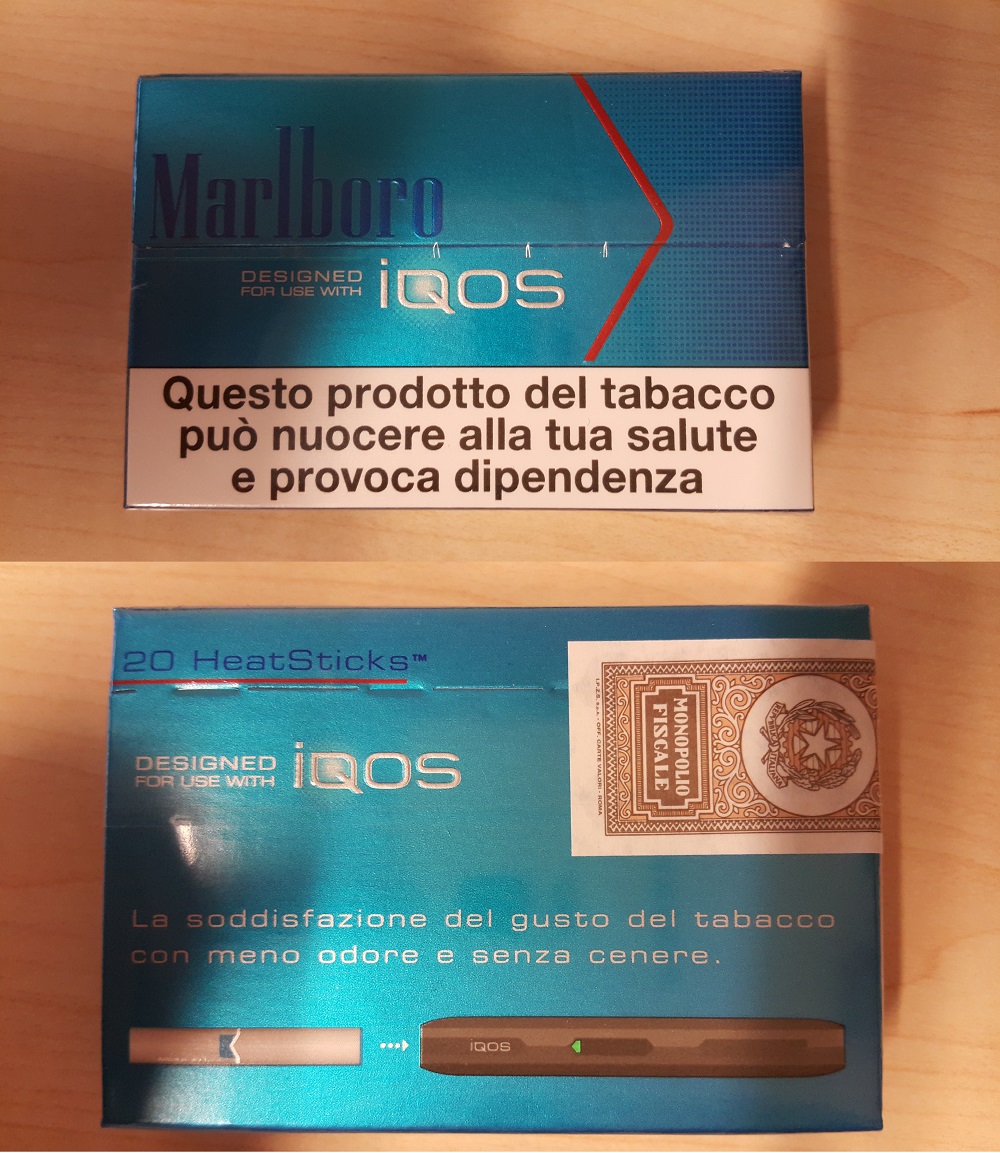 Marlboro
DESIGNED
FOR USE WITH
iQOS
Questo prodotto del tabacco
può nuocere alla tua salute
e provoca dipendenza
20 HeatSticks™
DESIGNED
FOR USE WITH
iQOS
MONOPOLIO
FISCALE
La soddisfazione del gusto del tabacco
con meno odore e senza cenere.
iQOS